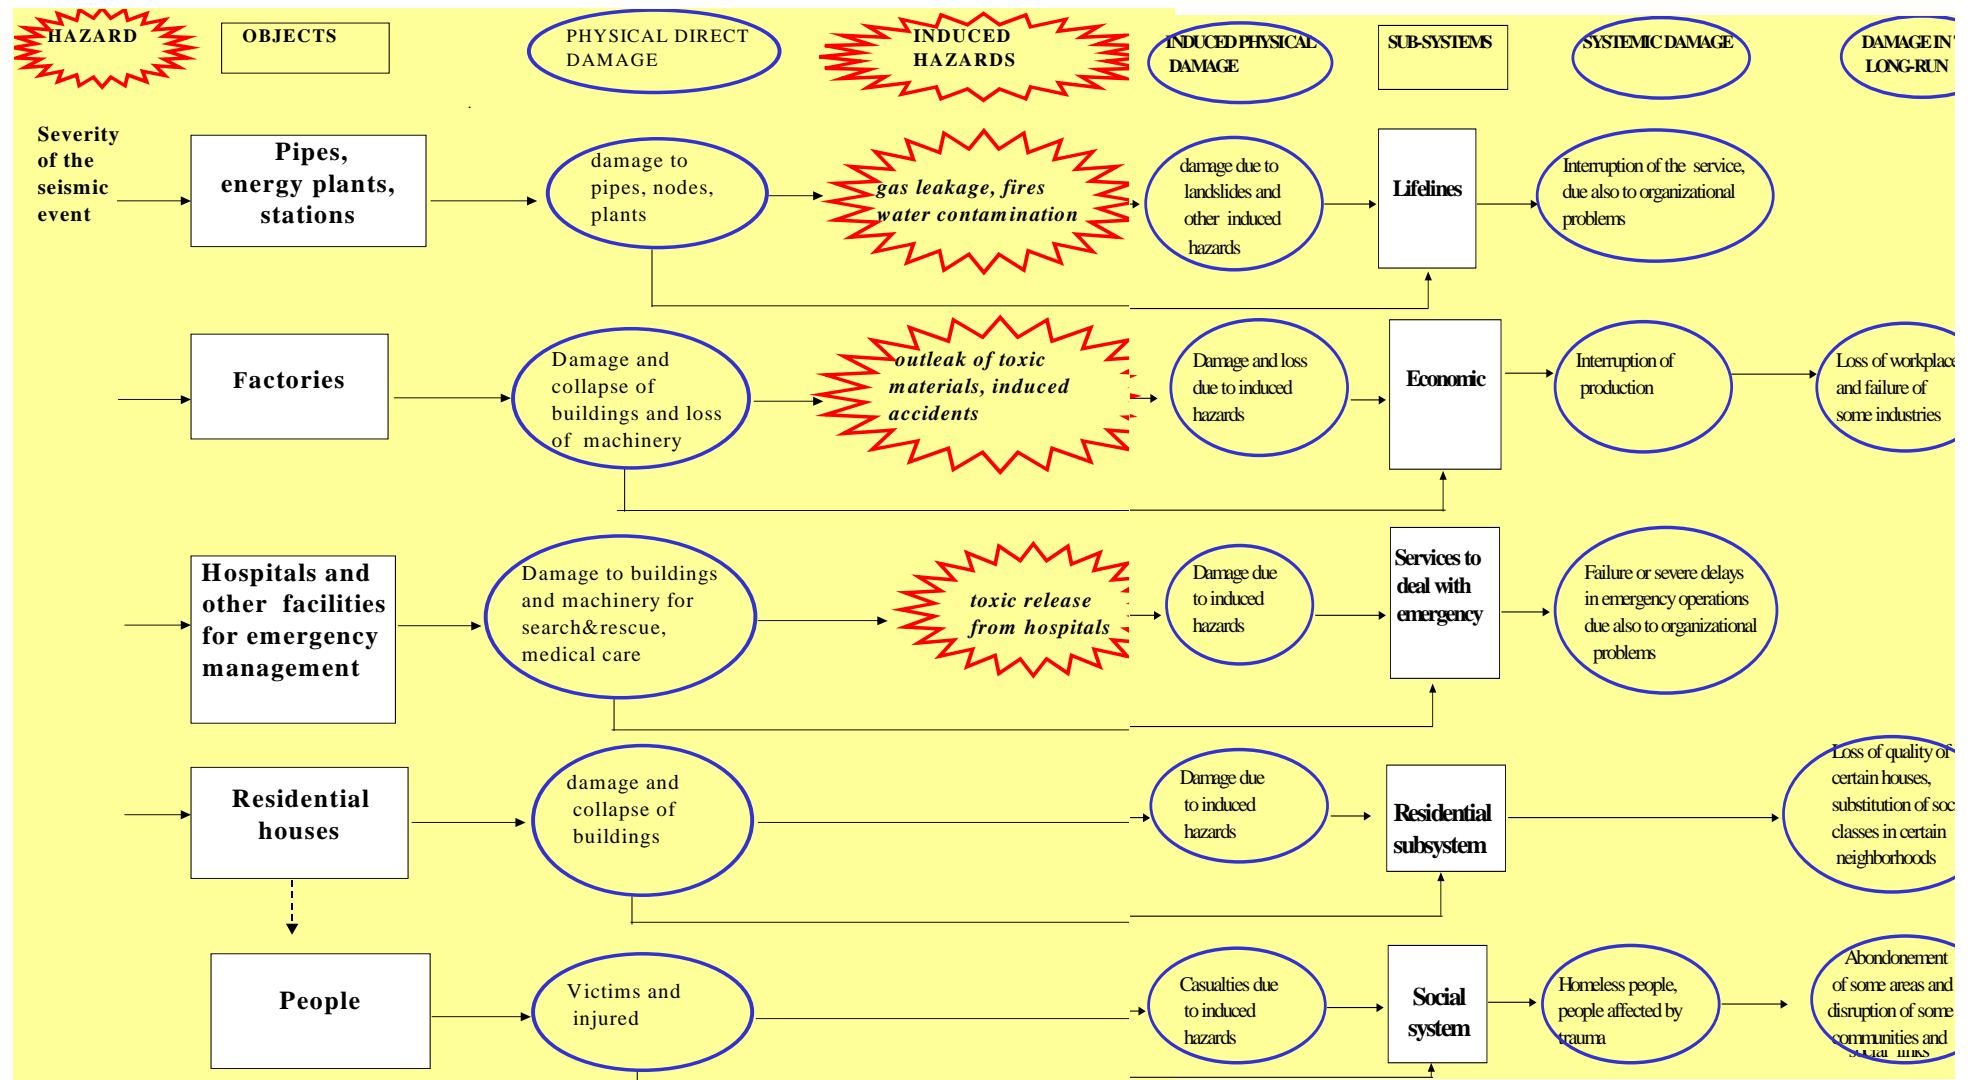 HAZARD
OBJECTS
PHYSICAL DIRECT
DAMAGE
INDUCED
HAZARDS
INDUCED PHYSICAL
DAMAGE
SUB-SYSTEMS
SYSTEMIC DAMAGE
DAMAGE IN
LONG-RUN
Severity
of the
seismic
event
Pipes,
energy plants,
stations
damage to
pipes, nodes,
plants
gas leakage, fires
water contamination
damage due to
landslides and
other induced
hazards
Lifelines
Interruption of the service,
due also to organizational
problems
Factories
Damage and
collapse of
buildings and loss
of machinery
outleak of toxic
materials, induced
accidents
Damage and loss
due to induced
hazards
Economic
Interruption of
production
Loss of workplace
and failure of
some industries
Hospitals and
other facilities
for emergency
management
Damage to buildings
and machinery for
search&rescue,
medical care
toxic release
from hospitals
Damage due
to induced
hazards
Services to
deal with
emergency
Failure or severe delays
in emergency operations
due also to organizational
problems
Residential
houses
damage and
collapse of
buildings
Damage due
to induced
hazards
Residential
subsystem
Loss of quality of
certain houses,
substitution of soc
classes in certain
neighborhoods
People
Victims and
injured
Casualties due
to induced
hazards
Social
system
Homeless people,
people affected by
trauma
Abondonement
of some areas and
disruption of some
communities and
social links